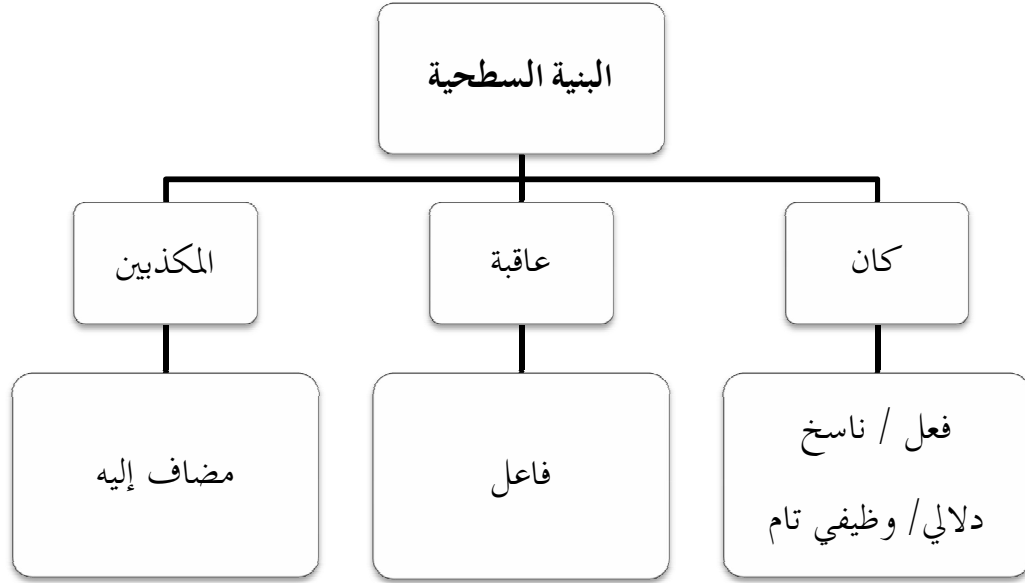 البنية السطحية
كان
عاقبة
المكذبين
فعل / ناسخ
دلالي/ وظيفي تام
فاعل
مضاف إليه